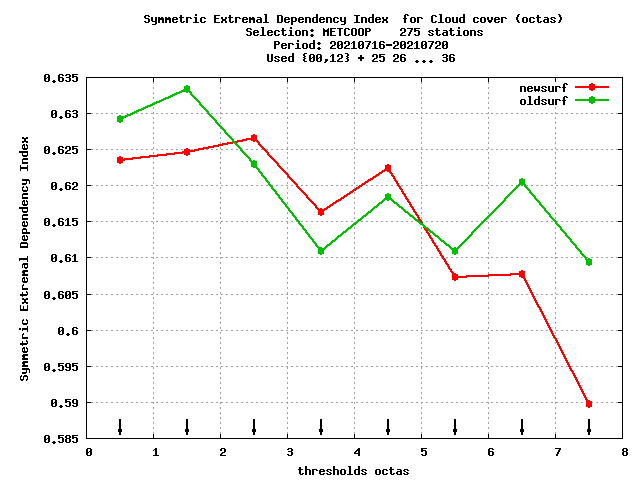 Symmetric Extremal Dependency Index  for Cloud cover (octas)
Selection: METCOOP    275 stations
Period: 20210716-20210720
Used {00,12} + 25 26 ... 36
newsurf
oldsurf
Symmetric Extremal Dependency Index
0,635
0,63
0,625
0,62
0,615
0,61
0,605
0,6
0,595
0,59
0,585
0 1 2 3 4 5 6 7 8
thresholds octas